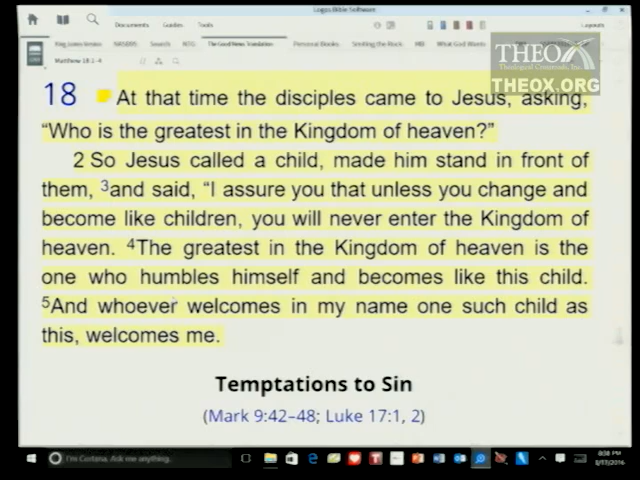 Logos Bible Software
Documents Guides Tools Layouts
King James Version NASB95 Search NTG The Good News Translation Personal Books Smiting the Rock What God Wants
Matthew 18:1–4
THEOX
THEOX.ORG
18 At that time the disciples came to Jesus, asking,
“Who is the greatest in the Kingdom of heaven?”
2 So Jesus called a child, made him stand in front of
them, 3and said, “I assure you that unless you change and
become like children, you will never enter the Kingdom of
heaven. 4The greatest in the Kingdom of heaven is the
one who humbles himself and becomes like this child.
5And whoever welcomes in my name one such child as
this, welcomes me.
Temptations to Sin
(Mark 9:42–48; Luke 17:1, 2)
I'm Cortana. Ask me anything.